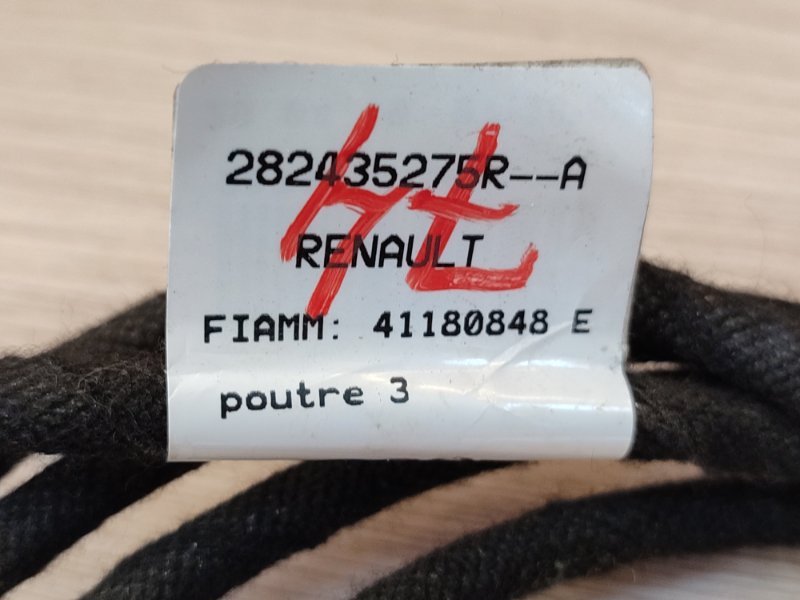 282435275R--A
RENAULT
FIAMM: 41180848 E
poutre 3